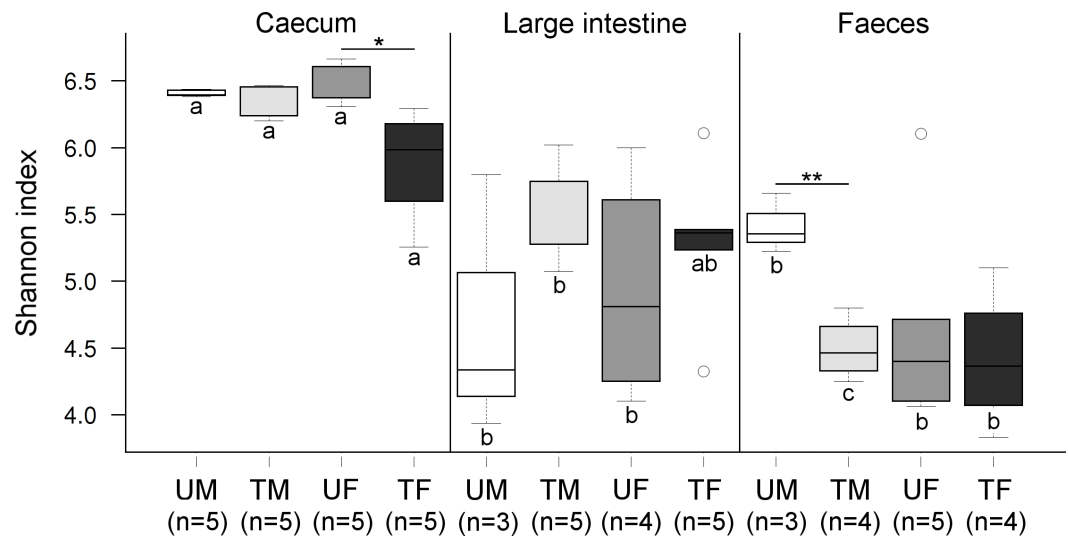 Caecum Large intestine Faeces
* 
**
Shannon index
6.5
6.0
5.5
5.0
4.5
4.0
a a a a b b b ab b c b b
UM TM UF TF UM TM UF TF UM TM UF TF
(n=5) (n=5) (n=5) (n=5) (n=3) (n=5) (n=4) (n=5) (n=3) (n=4) (n=5) (n=4)